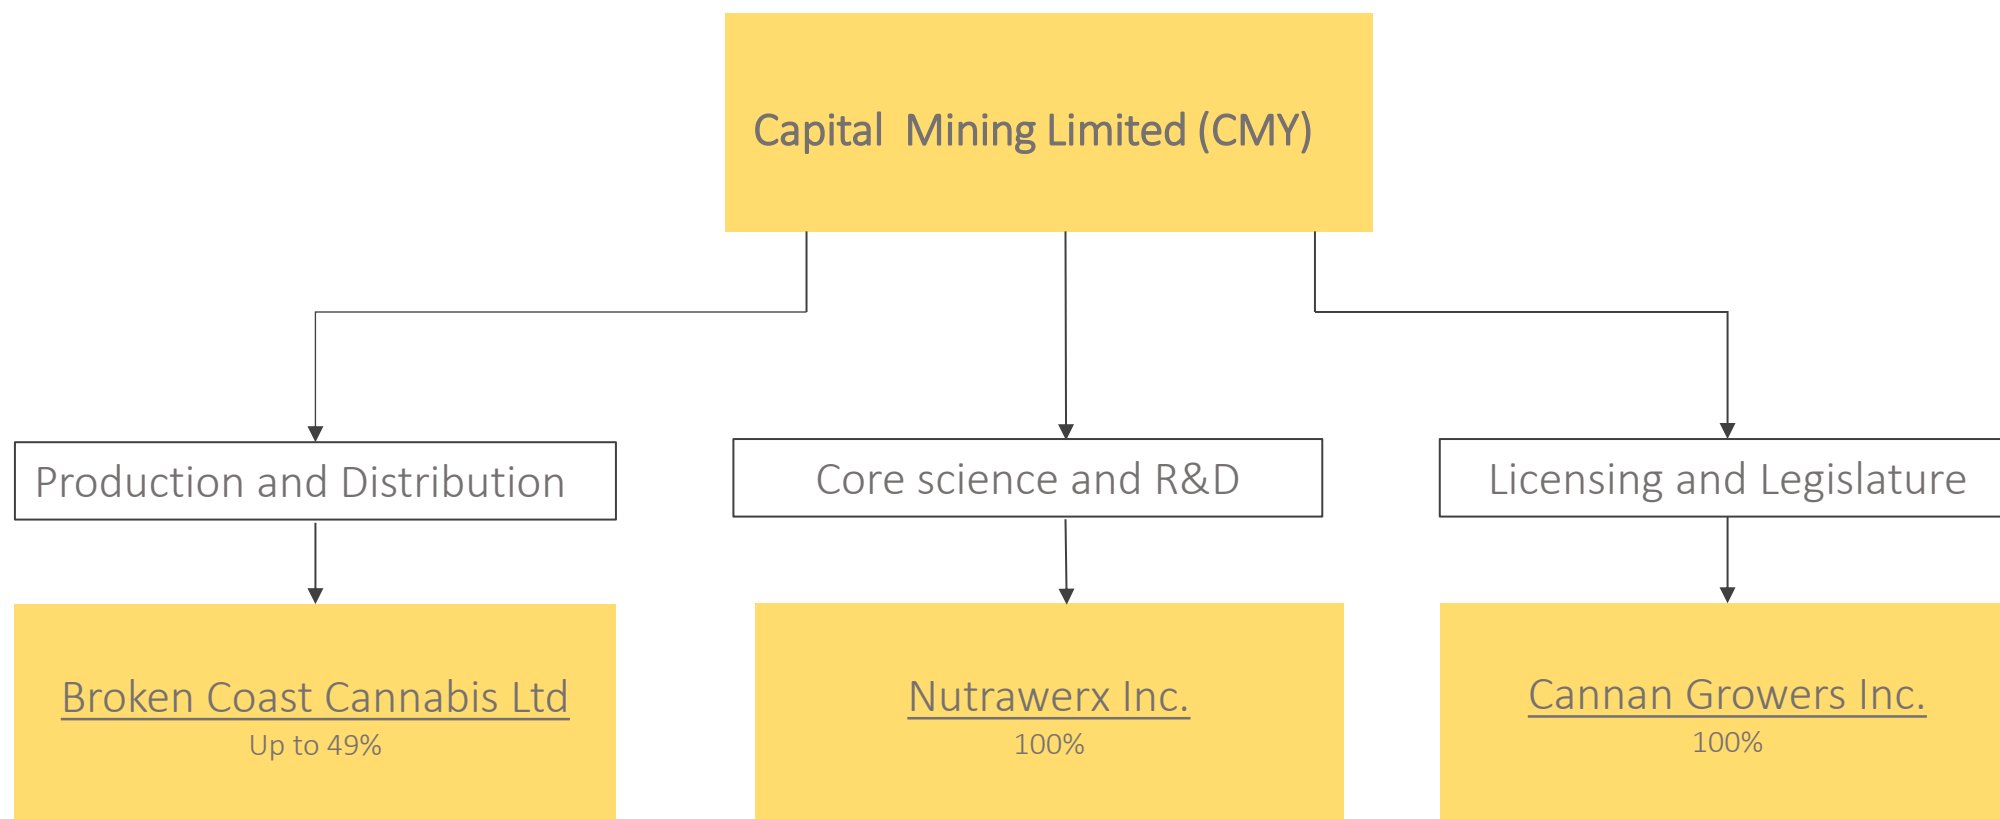 Capital Mining Limited (CMY)
Production and Distribution
Core science and R&D
Licensing and Legislature
Broken Coast Cannabis Ltd
Up to 49%
Nutrawerx Inc.
100%
Cannan Growers Inc.
100%